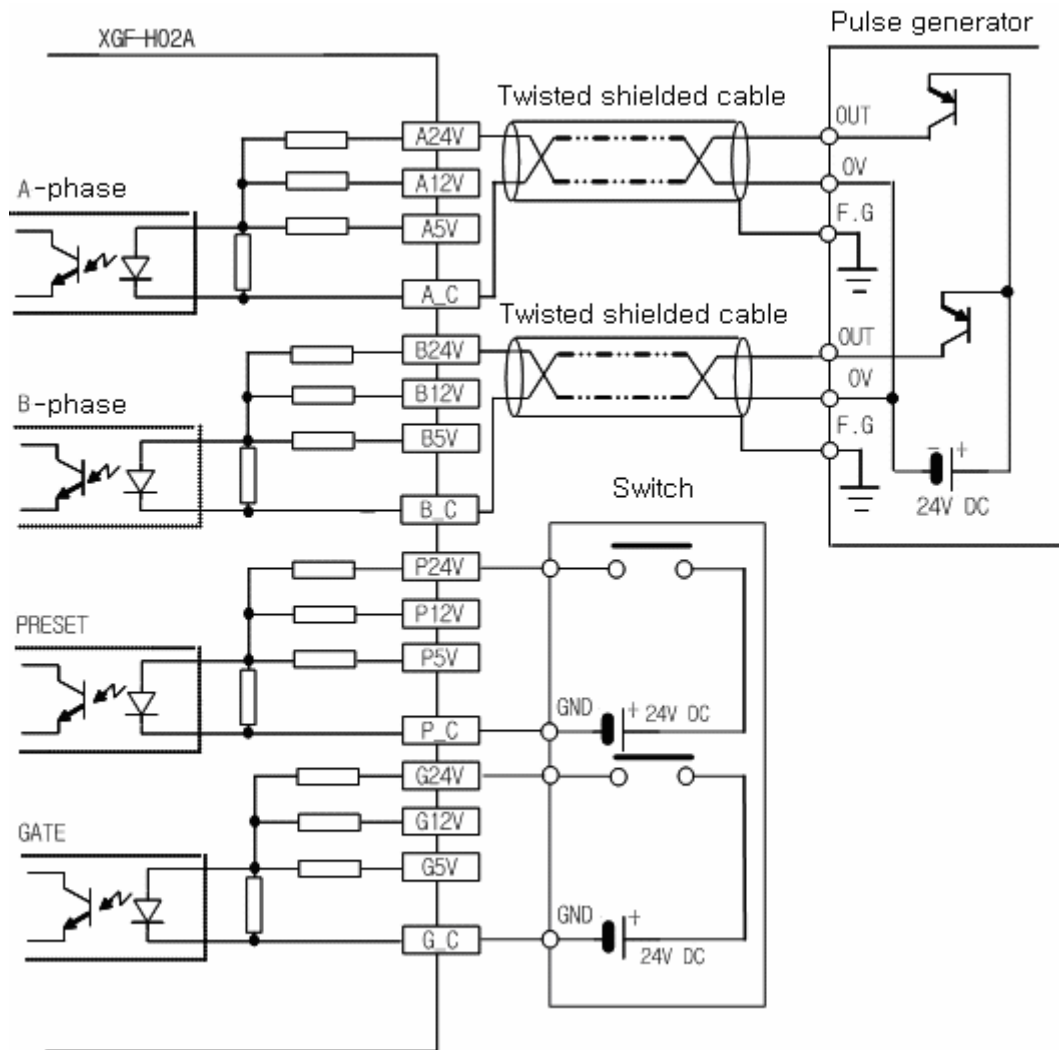 Pulse generator
XGF-H02A
Twisted shielded cable
OUT
A24V
0V
A12V
A-phase
F.G
A5V
A_C
Twisted shielded cable
OUT
B24V
0V
B12V
B-phase
F.G
B5V
- +
Switch
24V DC
B_C
P24V
P12V
PRESET
P5V
GND + 24V DC
P_C
G24V
G12V
GATE
G5V
GND +
G_C
24V DC